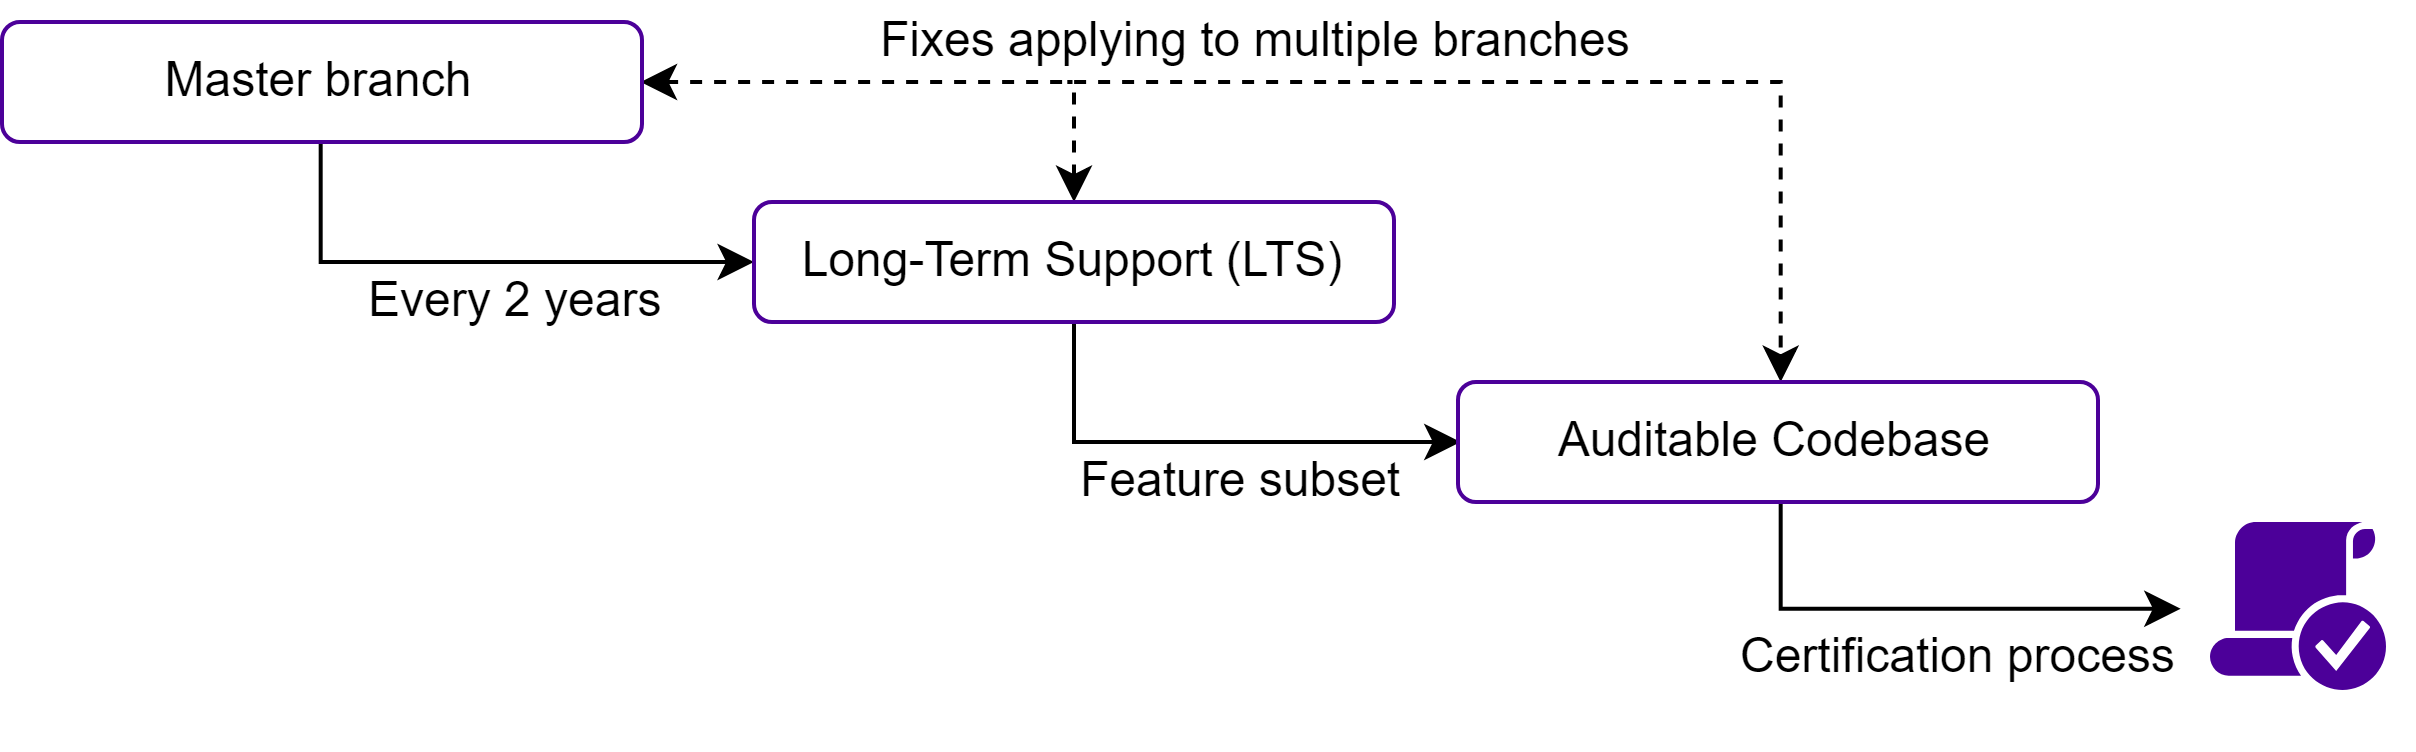 Fixes applying to multiple branches
Master branch
Long-Term Support (LTS)
Every 2 years
Auditable Codebase
Feature subset
Certification process